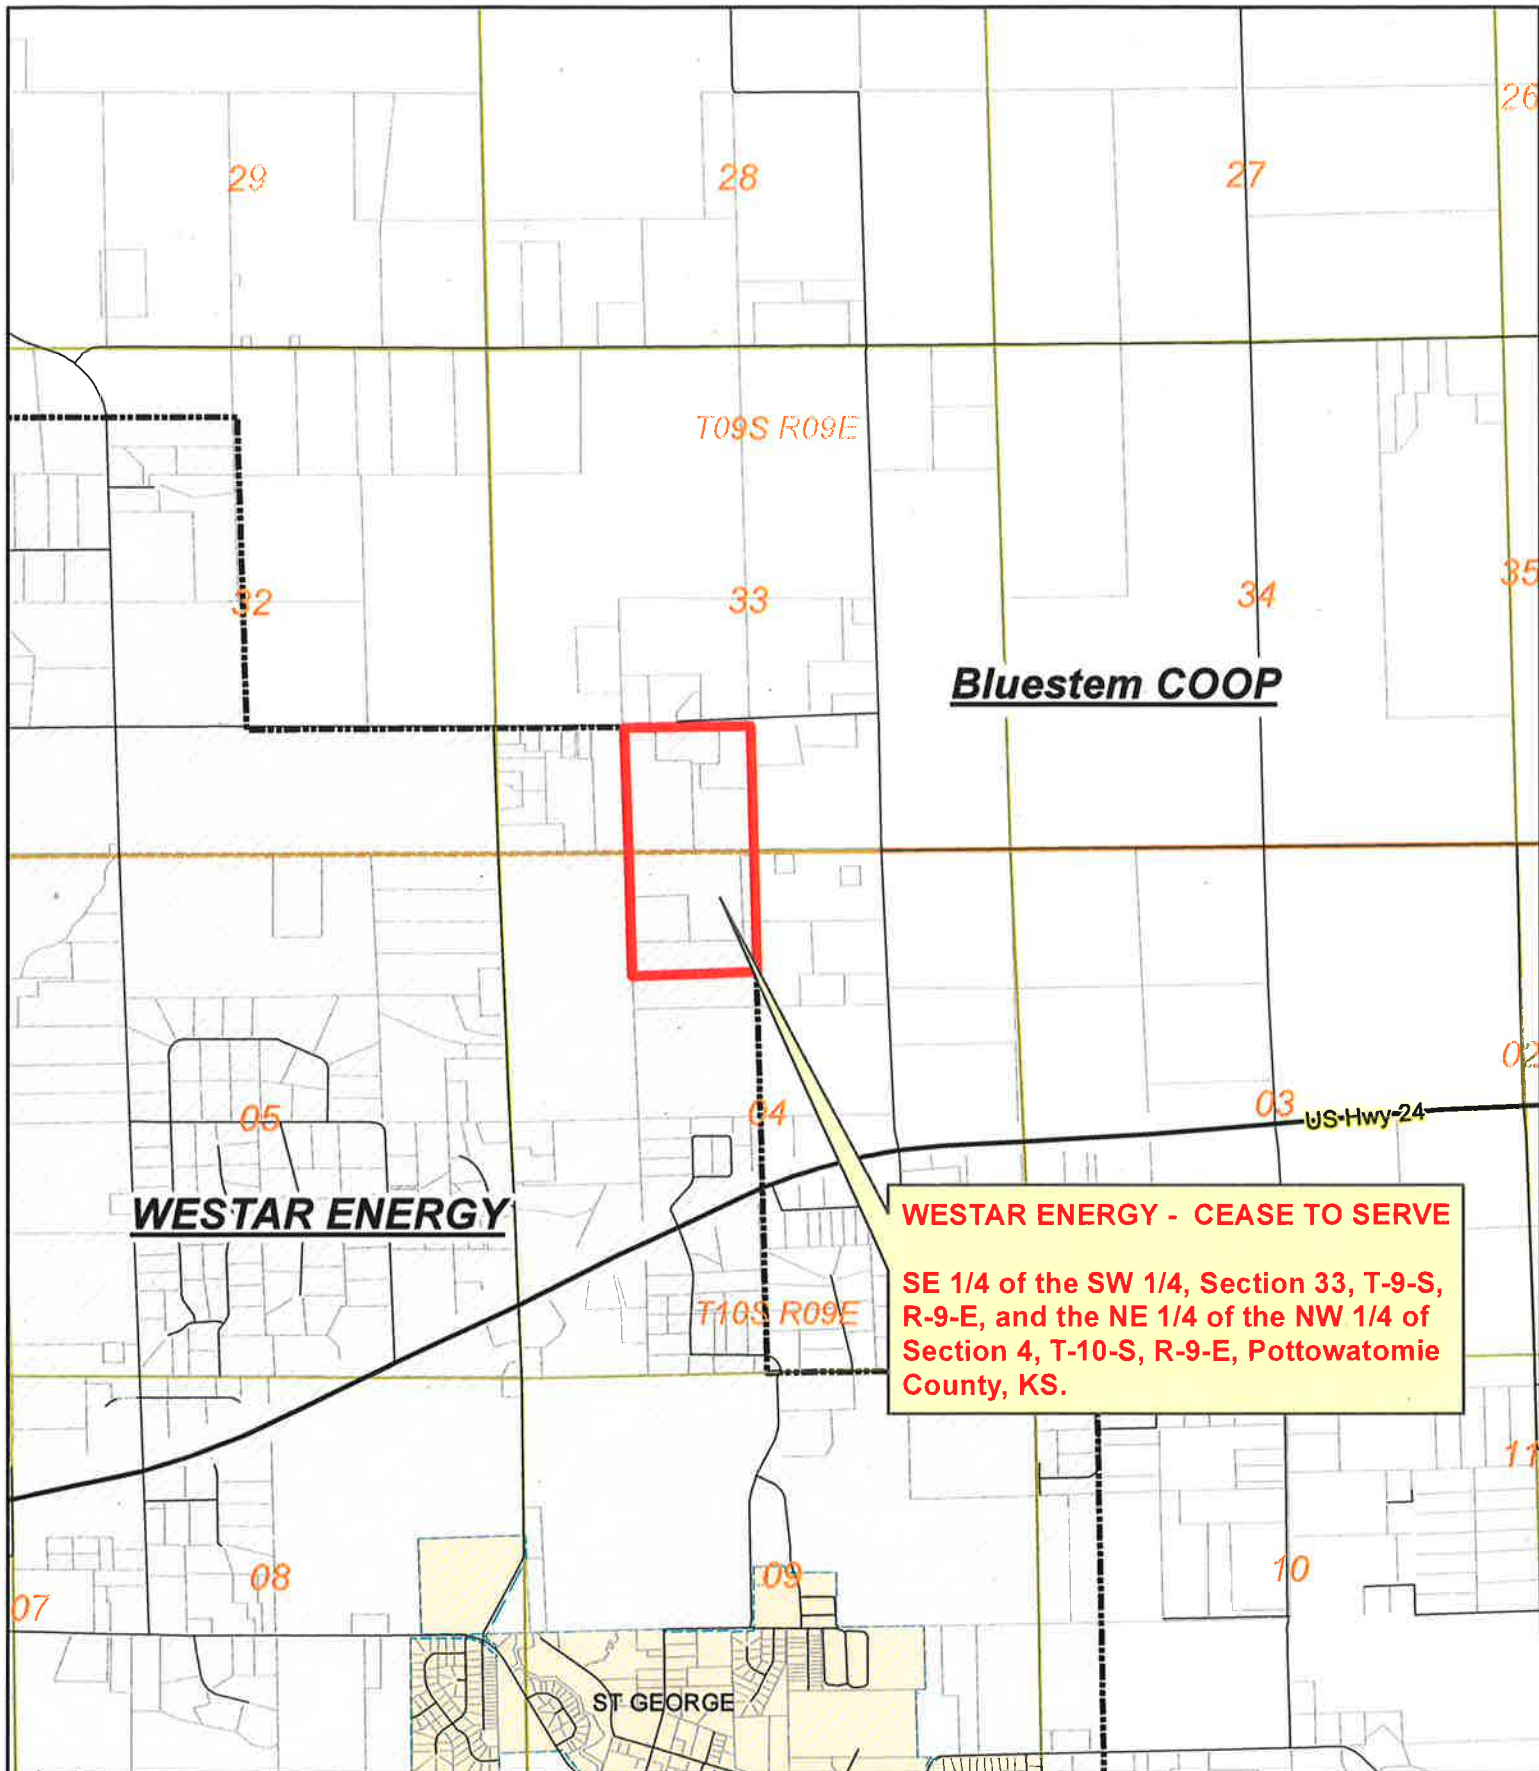 26
29
28
27
T09S R09E
32
33
34
35
Bluestem COOP
02
05
04
03
US-Hwy-24
WESTAR ENERGY
WESTAR ENERGY - CEASE TO SERVE
SE 1/4 of the SW 1/4, Section 33, T-9-S,
R-9-E, and the NE 1/4 of the NW 1/4 of
Section 4, T-10-S, R-9-E, Pottowatomie
County, KS.
T10S R09E
11
08
09
10
07
ST GEORGE